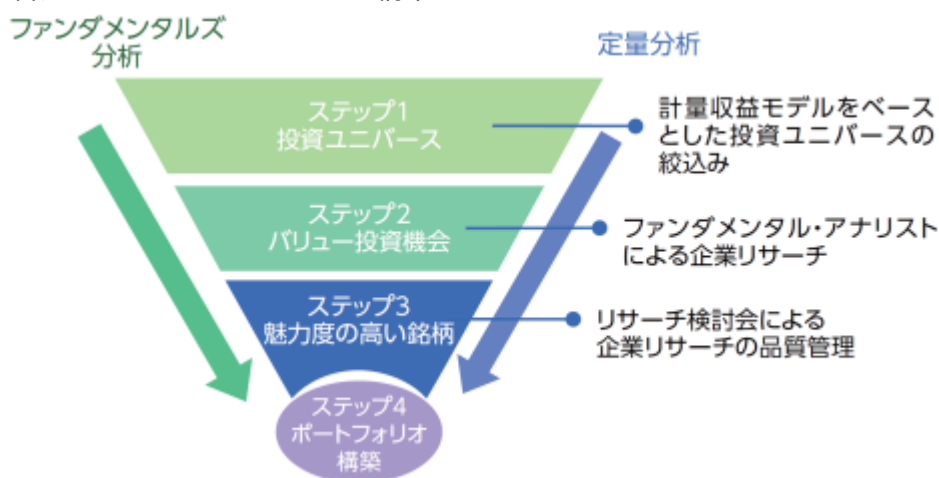 ファンダメンタルズ
分析
定量分析
ステップ1
投資ユニバース
計量収益モデルをベース
とした投資ユニバースの
絞込み
ステップ2
バリュー投資機会
ファンダメンタル・アナリスト
による企業リサーチ
ステップ3
魅力度の高い銘柄
リサーチ検討会による
企業リサーチの品質管理
ステップ4
ポートフォリオ
構築